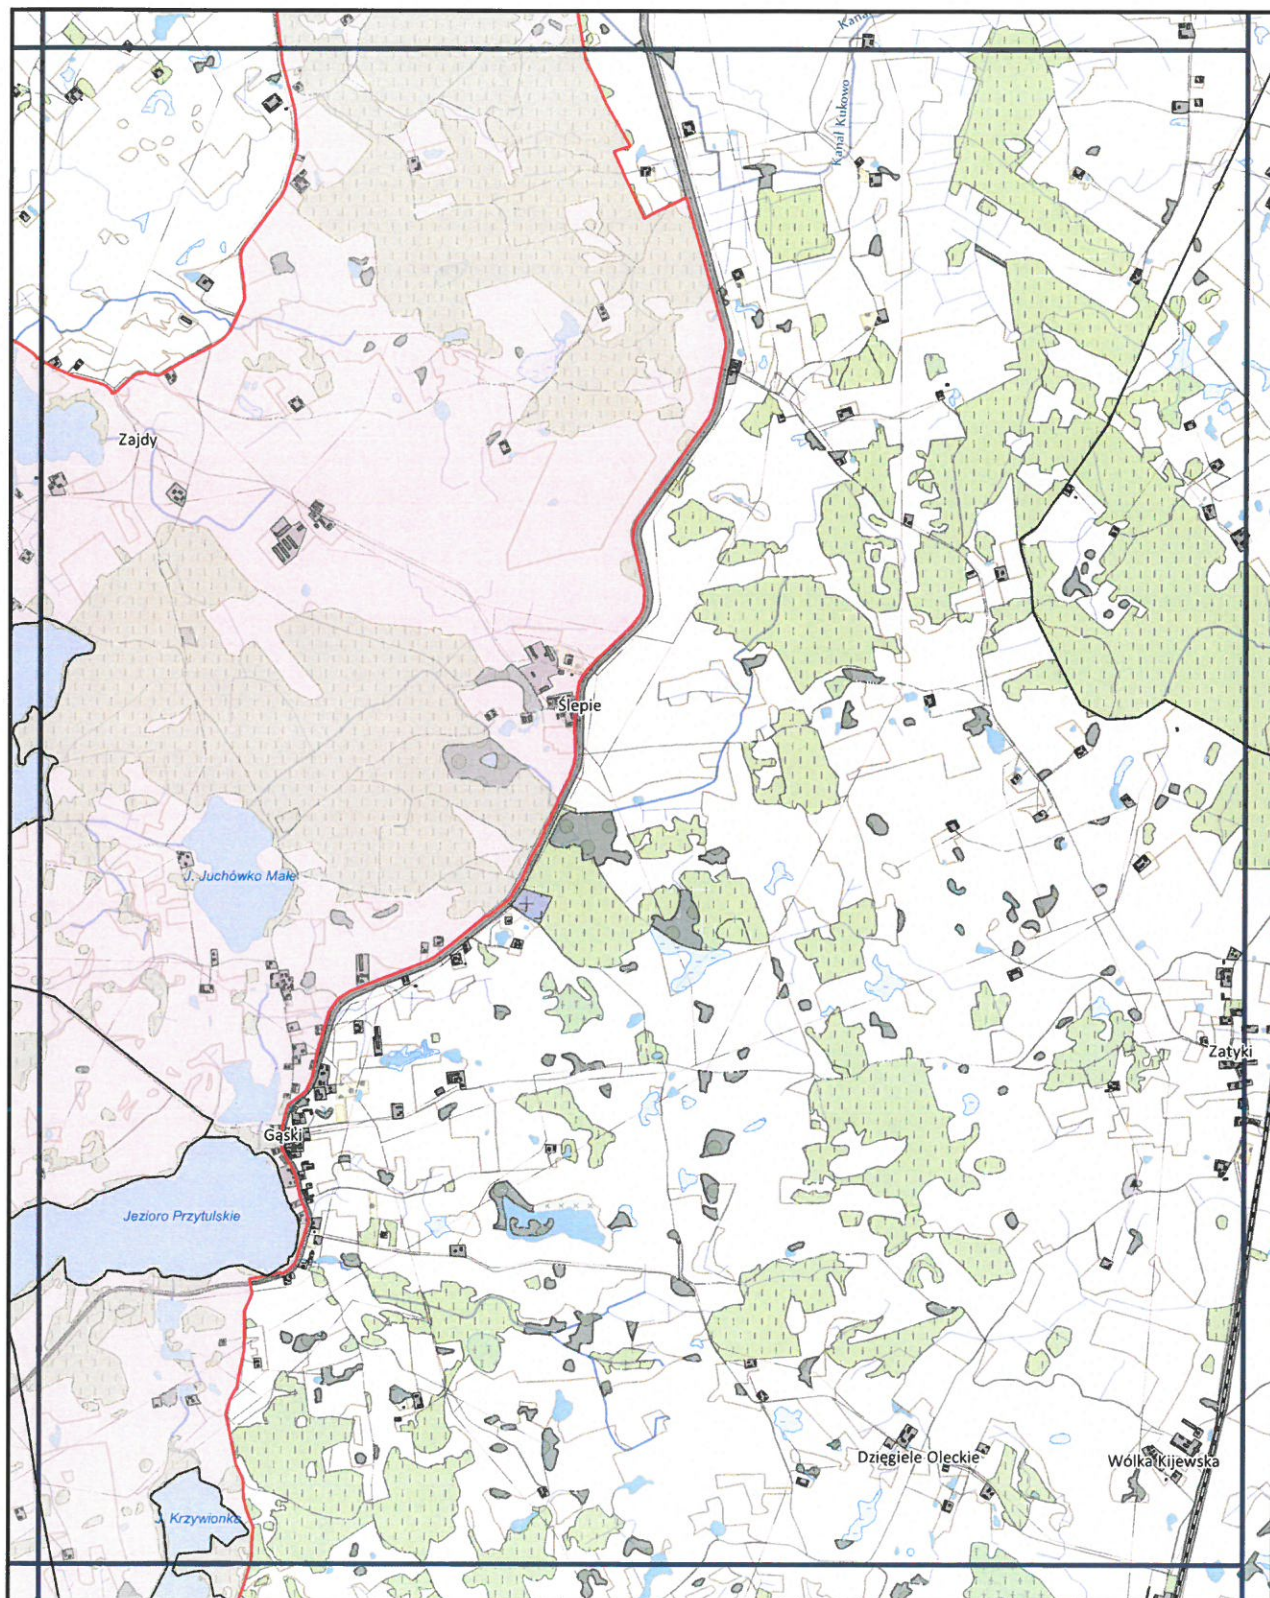 Kanał Kukowo
Zajdy
Ślepie
J. Juchówko Małe
Zatyki
Gąski
Jezioro Przytulskie
Dzięgiele Oleckie
Wólka Kijewska
J. Krzywionka